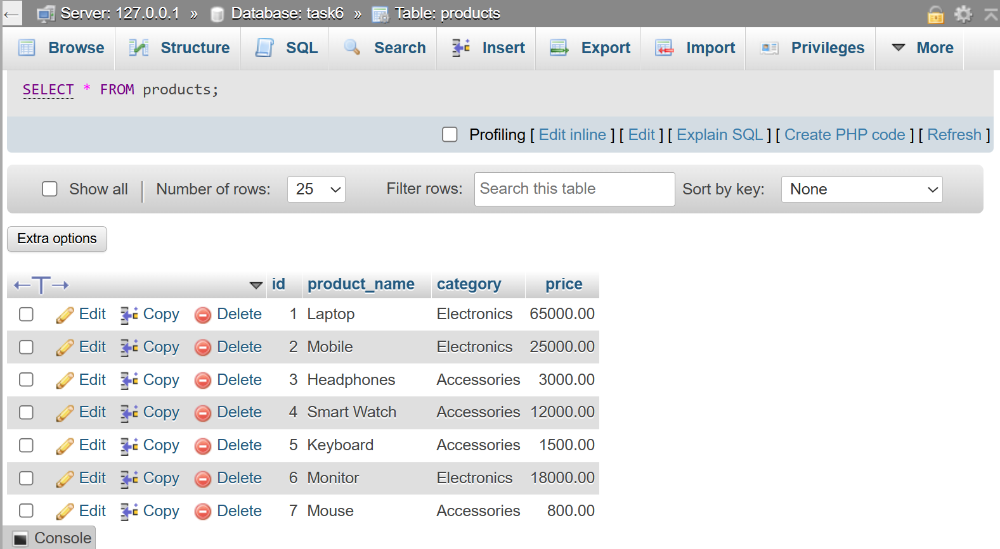 ← Server: 127.0.0.1 » Database: task6 » Table: products
Browse Structure SQL Search Insert Export Import Privileges More
SELECT * FROM products;
Profiling [ Edit inline ] [ Edit ] [ Explain SQL ] [ Create PHP code ] [ Refresh ]
Show all | Number of rows: 25 Filter rows: Search this table Sort by key: None
Extra options
←T→ id product_name category price
Edit Copy Delete 1 Laptop Electronics 65000.00
Edit Copy Delete 2 Mobile Electronics 25000.00
Edit Copy Delete 3 Headphones Accessories 3000.00
Edit Copy Delete 4 Smart Watch Accessories 12000.00
Edit Copy Delete 5 Keyboard Accessories 1500.00
Edit Copy Delete 6 Monitor Electronics 18000.00
Edit Copy Delete 7 Mouse Accessories 800.00
Console